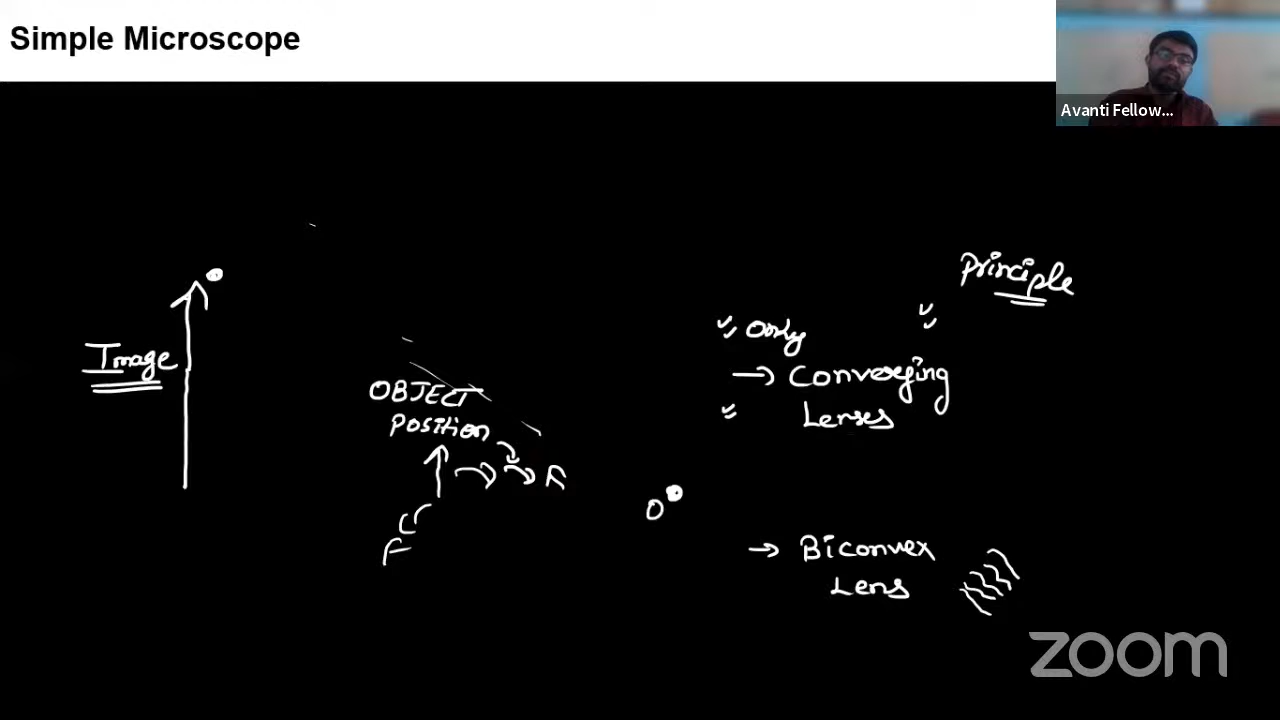 Simple Microscope
Avanti Fellow...
Principle
Only
→ Converging
Lenses
Image
OBJECT
Position
F
O
→ Biconvex
Lens
zoom